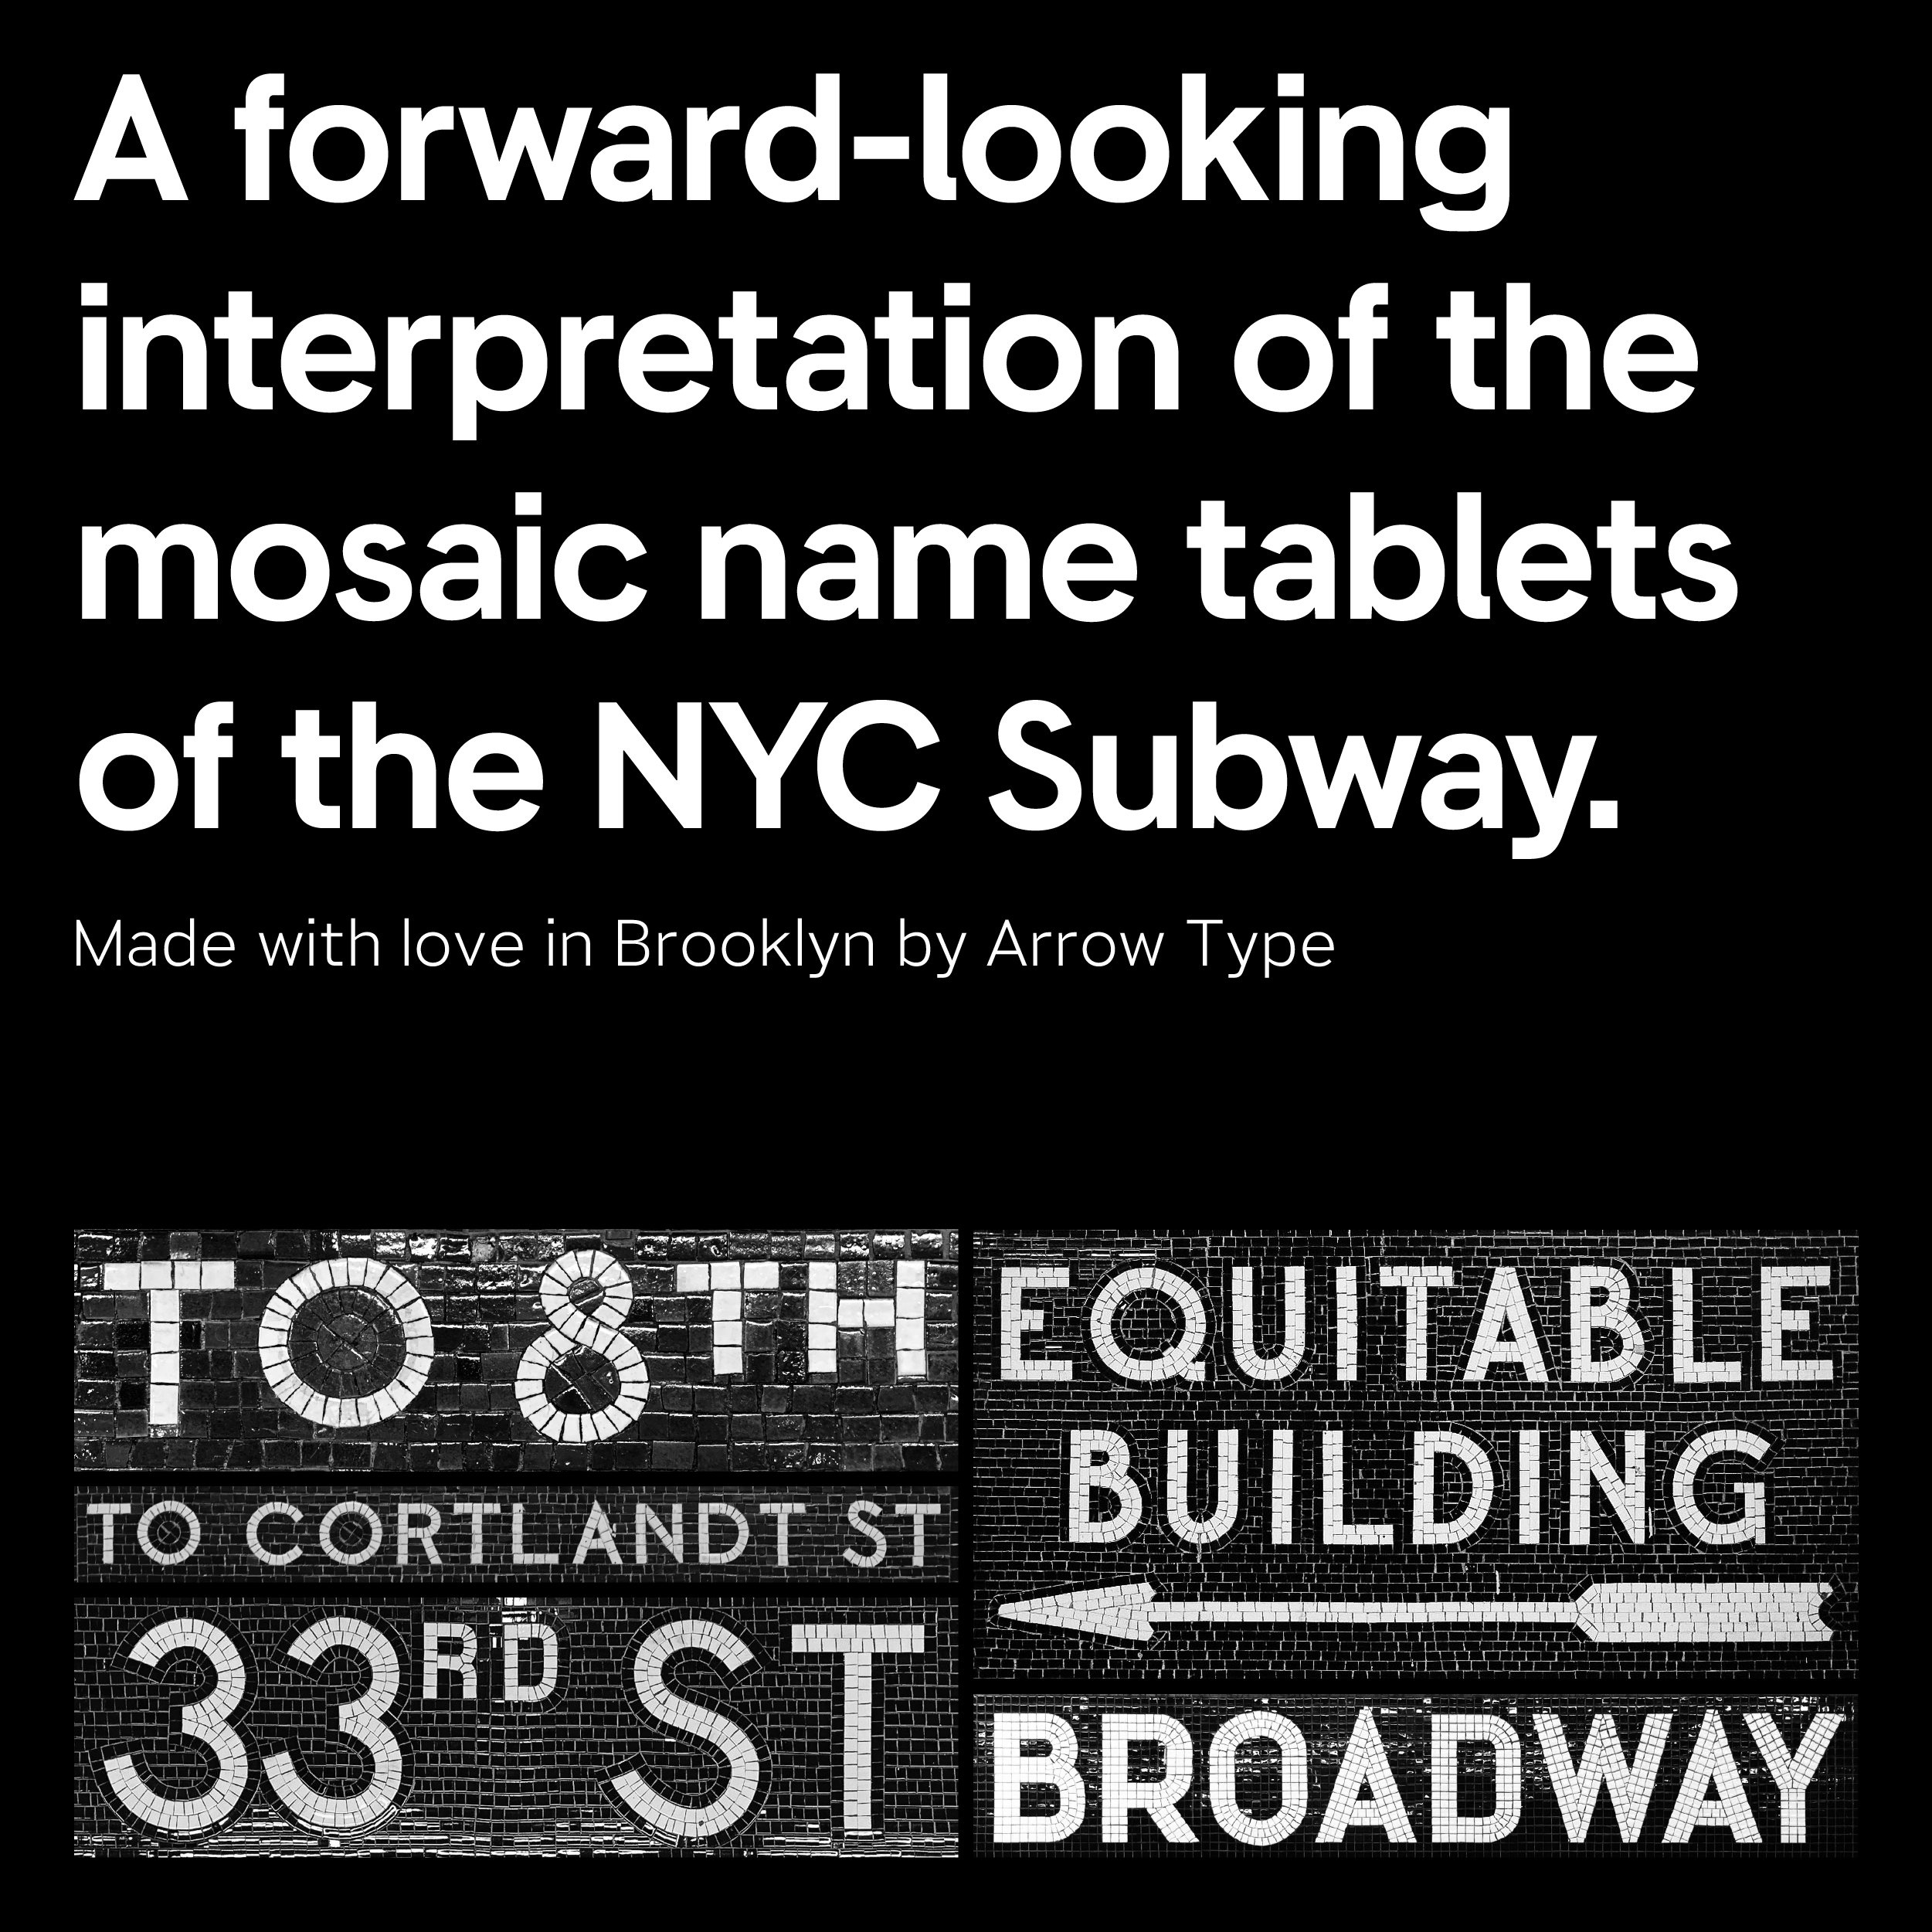 A forward-looking
interpretation of the
mosaic name tablets
of the NYC Subway.
Made with love in Brooklyn by Arrow Type
TO 8TH
TO CORTLANDT ST
33RD ST
EQUITABLE
BUILDING
BROADWAY